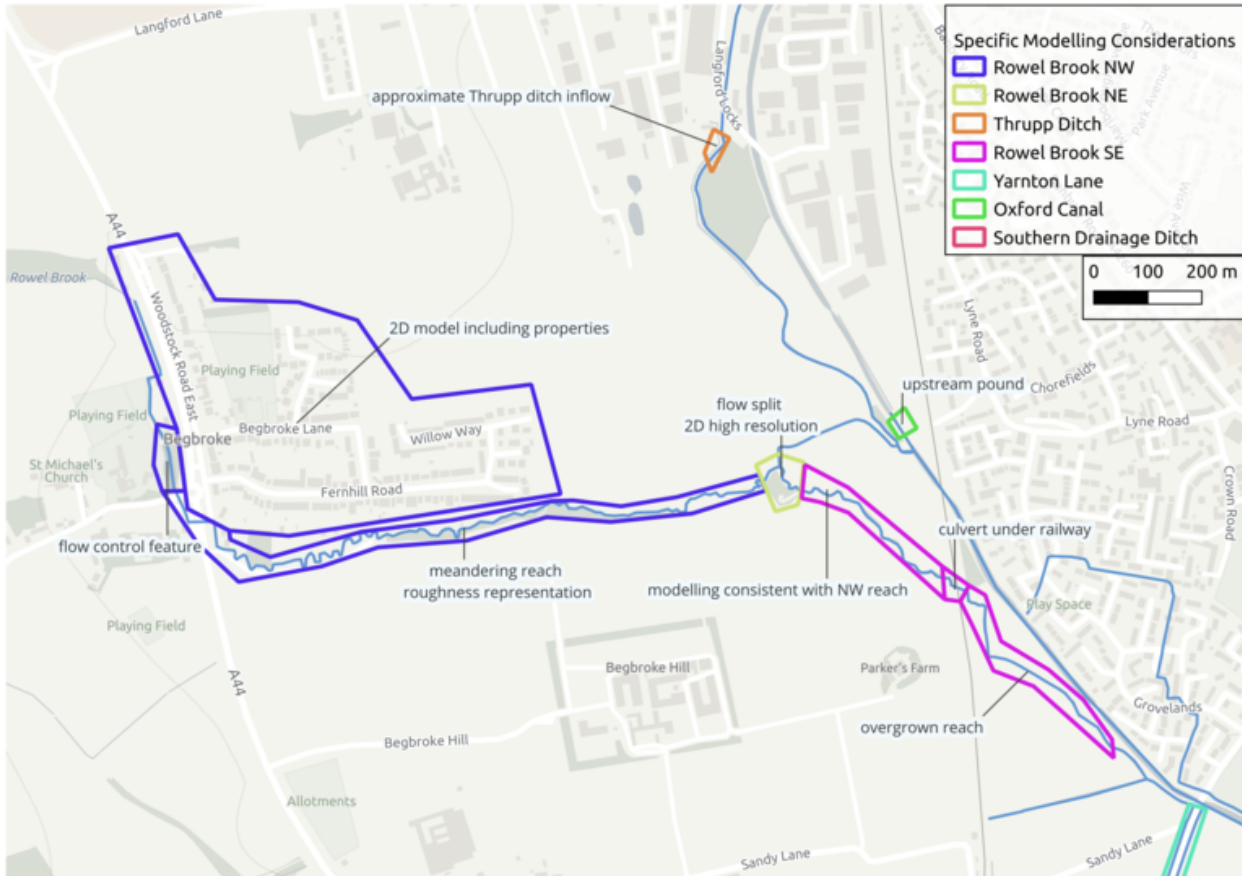 Langford Lane
Specific Modelling Considerations
Rowel Brook NW
Rowel Brook NE
Thrupp Ditch
Rowel Brook SE
Yarnton Lane
Oxford Canal
Southern Drainage Ditch
0 100 200 m
Langford Locks
approximate Thrupp ditch inflow
Park Avenue
A44
Rowel Brook
Woodstock Road East
2D model including properties
Playing Field
Playing Field
Begbroke
Begbroke Lane
Willow Way
St Michael's
Church
Fernhill Road
flow control feature
meandering reach
roughness representation
flow split
2D high resolution
upstream pound
Lyne Road
Chorefields
Lyne Road
Crown Road
culvert under railway
modelling consistent with NW reach
Play Space
Playing Field
A44
Begbroke Hill
Parker's Farm
Grovelands
overgrown reach
Begbroke Hill
Allotments
Sandy Lane
Sandy Lane